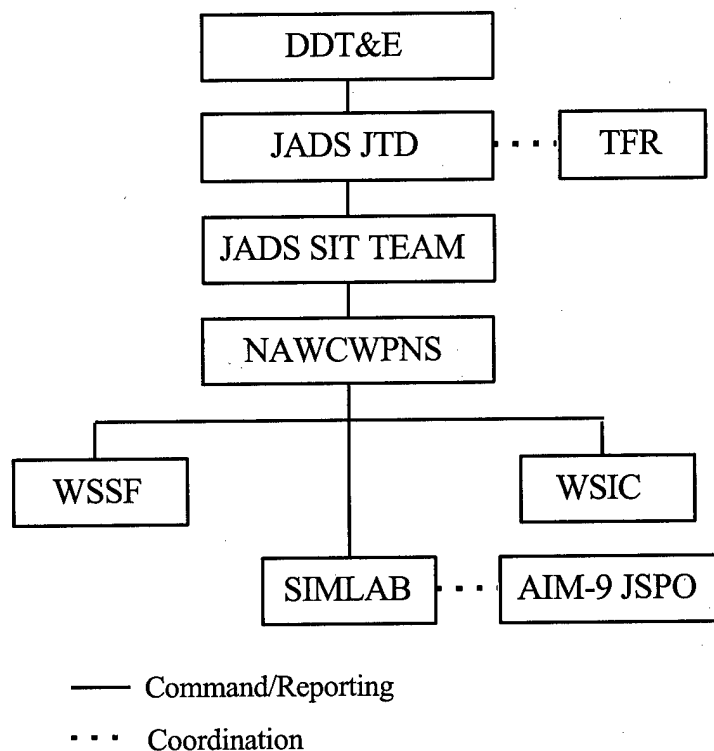 DDT&E
JADS JTD
TFR
JADS SIT TEAM
NAWCWPNS
WSSF
WSIC
SIMLAB
AIM-9 JSPO
Command/Reporting
Coordination